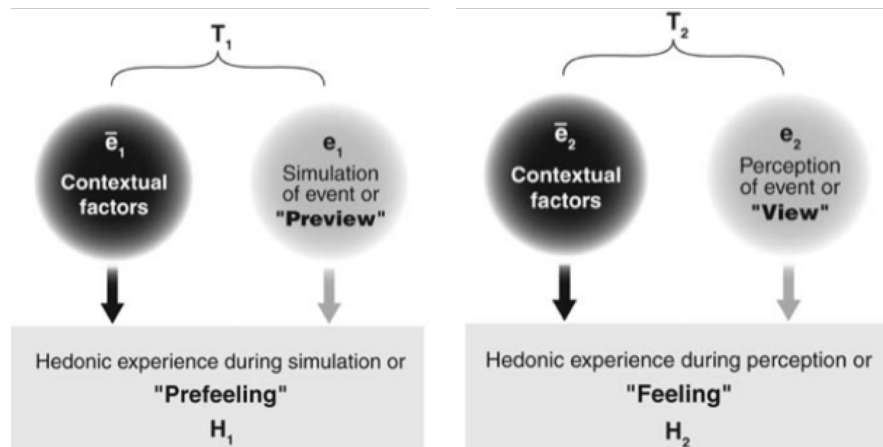 T₁
ē₁
Contextual
factors
e₁
Simulation
of event or
"Preview"
Hedonic experience during simulation or
"Prefeeling"
H₁
T₂
ē₂
Contextual
factors
e₂
Perception
of event or
"View"
Hedonic experience during perception or
"Feeling"
H₂